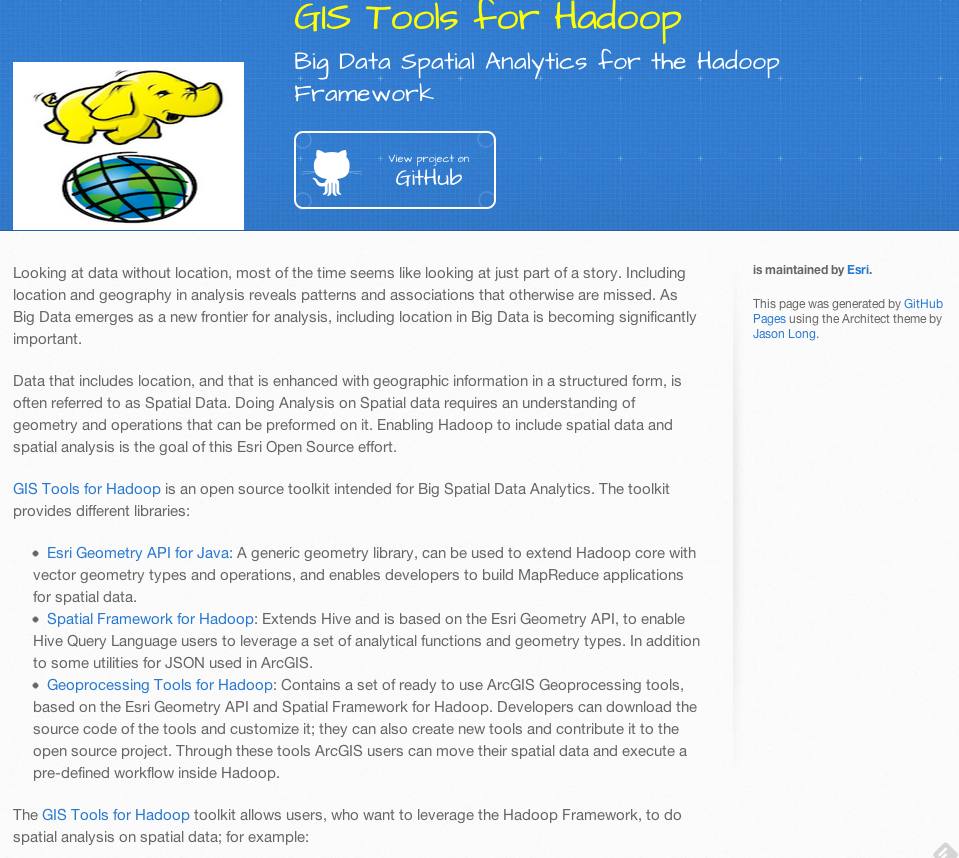 GIS Tools for Hadoop
Big Data Spatial Analytics for the Hadoop
Framework
View project on
GitHub
Looking at data without location, most of the time seems like looking at just part of a story. Including
location and geography in analysis reveals patterns and associations that otherwise are missed. As
Big Data emerges as a new frontier for analysis, including location in Big Data is becoming significantly
important.
Data that includes location, and that is enhanced with geographic information in a structured form, is
often referred to as Spatial Data. Doing Analysis on Spatial data requires an understanding of
geometry and operations that can be preformed on it. Enabling Hadoop to include spatial data and
spatial analysis is the goal of this Esri Open Source effort.
GIS Tools for Hadoop is an open source toolkit intended for Big Spatial Data Analytics. The toolkit
provides different libraries:
• Esri Geometry API for Java: A generic geometry library, can be used to extend Hadoop core with
vector geometry types and operations, and enables developers to build MapReduce applications
for spatial data.
• Spatial Framework for Hadoop: Extends Hive and is based on the Esri Geometry API, to enable
Hive Query Language users to leverage a set of analytical functions and geometry types. In addition
to some utilities for JSON used in ArcGIS.
• Geoprocessing Tools for Hadoop: Contains a set of ready to use ArcGIS Geoprocessing tools,
based on the Esri Geometry API and Spatial Framework for Hadoop. Developers can download the
source code of the tools and customize it; they can also create new tools and contribute it to the
open source project. Through these tools ArcGIS users can move their spatial data and execute a
pre-defined workflow inside Hadoop.
The GIS Tools for Hadoop toolkit allows users, who want to leverage the Hadoop Framework, to do
spatial analysis on spatial data; for example:
is maintained by Esri.
This page was generated by GitHub
Pages using the Architect theme by
Jason Long.